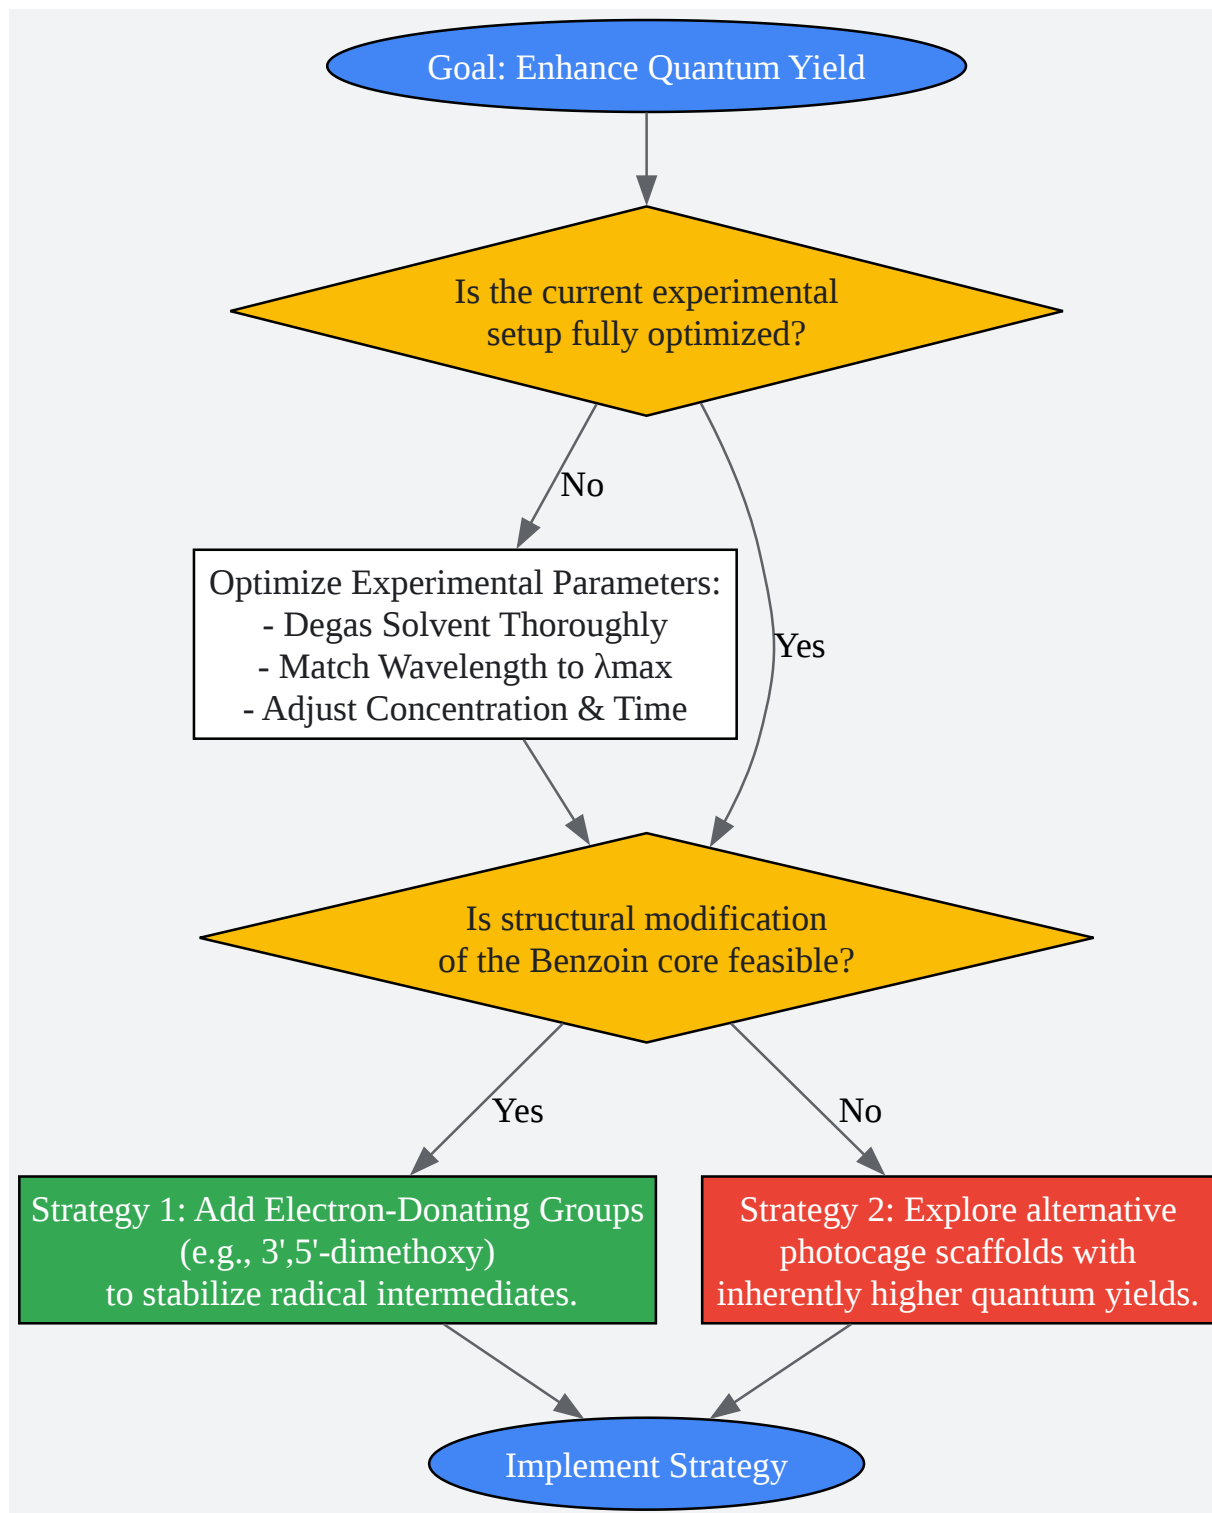 Goal: Enhance Quantum Yield
Is the current experimental
setup fully optimized?
No
Optimize Experimental Parameters:
- Degas Solvent Thoroughly
- Match Wavelength to λmax
- Adjust Concentration & Time
Yes
Is structural modification
of the Benzoin core feasible?
Yes
No
Strategy 1: Add Electron-Donating Groups
(e.g., 3',5'-dimethoxy)
to stabilize radical intermediates.
Strategy 2: Explore alternative
photocage scaffolds with
inherently higher quantum yields.
Implement Strategy